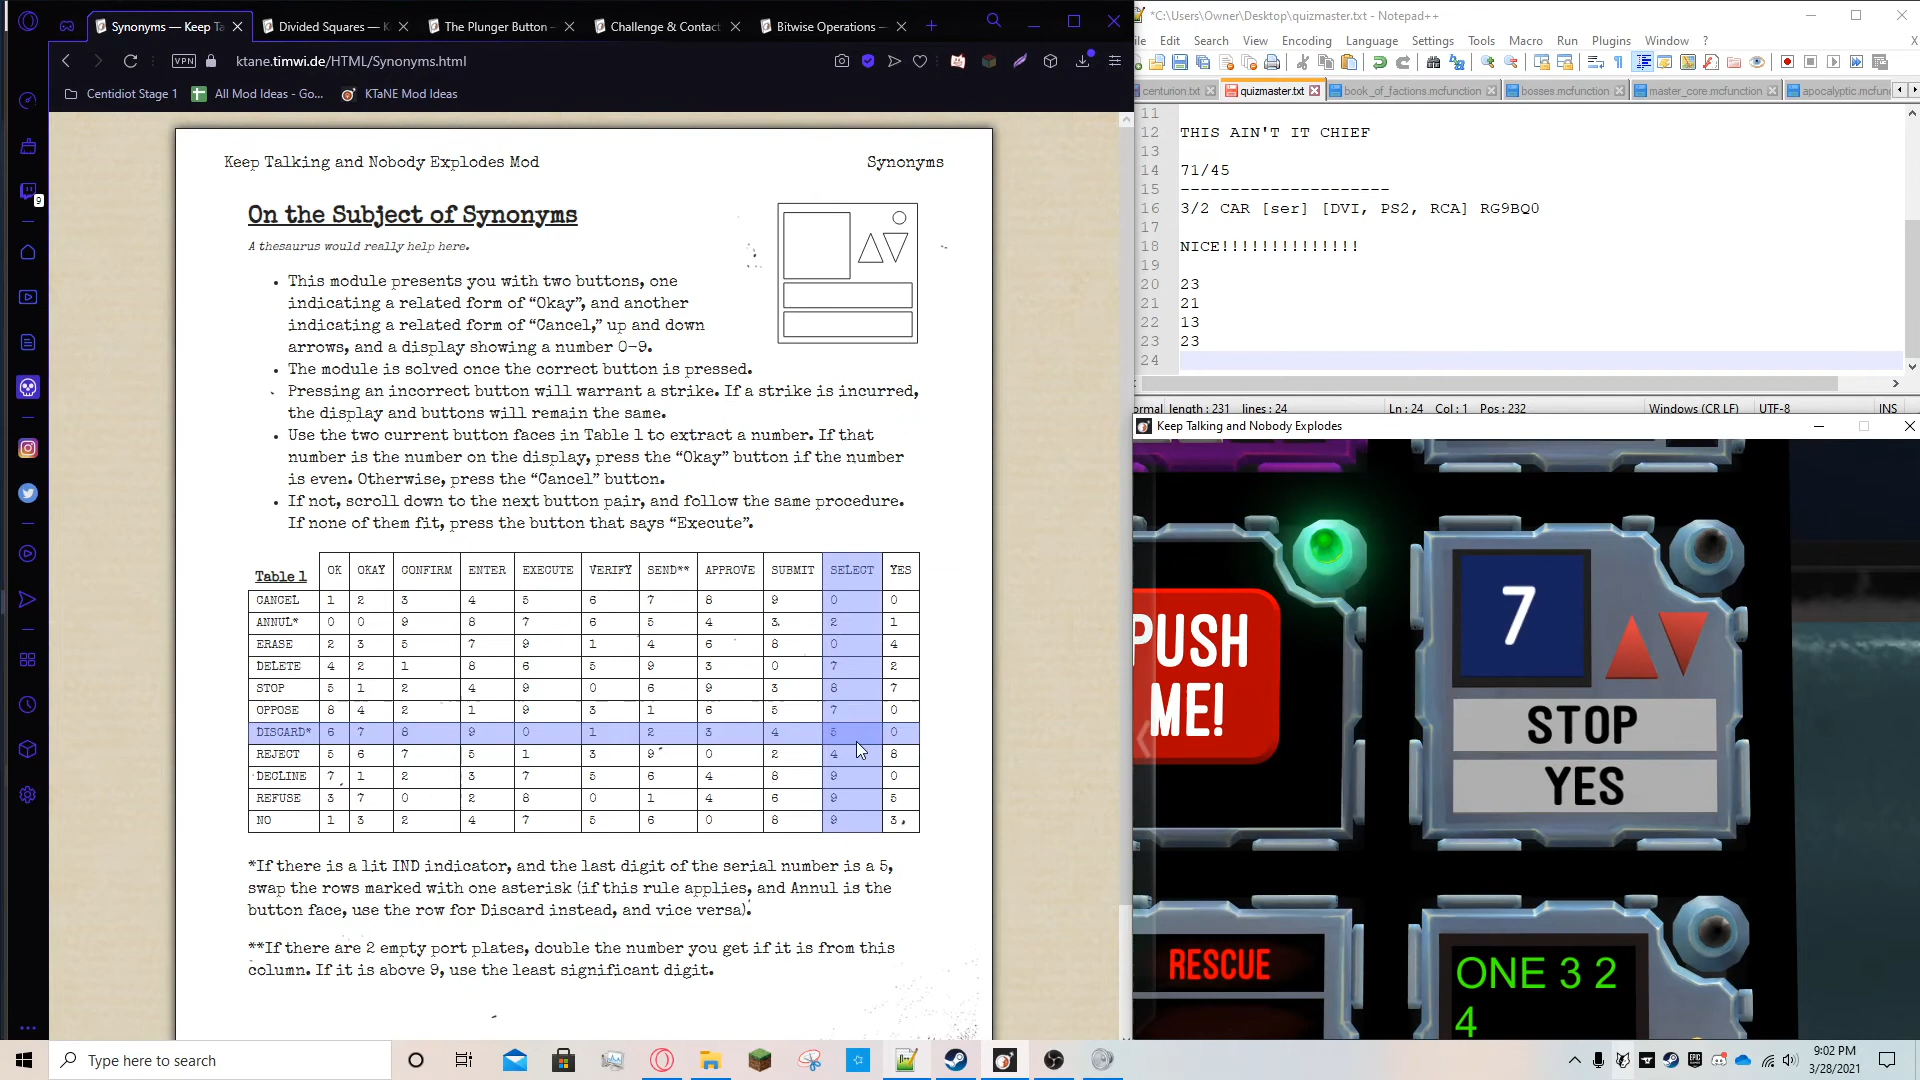 Synonyms — Keep Ta
Divided Squares — K
The Plunger Button —
Challenge & Contact
Bitwise Operations —
VPN
ktane.timwi.de/HTML/Synonyms.html
Centidiot Stage 1
All Mod Ideas - Go...
KTaNE Mod Ideas
9
Keep Talking and Nobody Explodes Mod
Synonyms
On the Subject of Synonyms
A thesaurus would really help here.
• This module presents you with two buttons, one
indicating a related form of “Okay”, and another
indicating a related form of “Cancel,” up and down
arrows, and a display showing a number 0-9.
• The module is solved once the correct button is pressed.
• Pressing an incorrect button will warrant a strike. If a strike is incurred,
the display and buttons will remain the same.
• Use the two current button faces in Table 1 to extract a number. If that
number is the number on the display, press the “Okay” button if the number
is even. Otherwise, press the “Cancel” button.
• If not, scroll down to the next button pair, and follow the same procedure.
If none of them fit, press the button that says “Execute”.
Table 1 OK OKAY CONFIRM ENTER EXECUTE VERIFY SEND** APPROVE SUBMIT SELECT YES
CANCEL 1 2 3 4 5 6 7 8 9 0 0
ANNUL* 0 0 9 8 7 6 5 4 3 2 1
ERASE 2 3 5 7 9 1 4 6 8 0 4
DELETE 4 2 1 8 6 5 9 3 0 7 2
STOP 5 1 2 4 9 0 6 9 3 8 7
OPPOSE 8 4 2 1 9 3 1 6 5 7 0
DISCARD* 6 7 8 9 0 1 2 3 4 5 0
REJECT 5 6 7 5 1 3 9 0 2 4 8
DECLINE 7 1 2 3 7 5 6 4 8 9 0
REFUSE 3 7 0 2 8 0 1 4 6 9 5
NO 1 3 2 4 7 5 6 0 8 9 3
*If there is a lit IND indicator, and the last digit of the serial number is a 5,
swap the rows marked with one asterisk (if this rule applies, and Annul is the
button face, use the row for Discard instead, and vice versa).
**If there are 2 empty port plates, double the number you get if it is from this
column. If it is above 9, use the least significant digit.
*C:\Users\Owner\Desktop\quizmaster.txt - Notepad++
File Edit Search View Encoding Language Settings Tools Macro Run Plugins Window ? X
centurion.txt
quizmaster.txt
book_of_factions.mcfunction
bosses.mcfunction
master_core.mcfunction
apocalyptic.mcfun
11
12 THIS AIN'T IT CHIEF
13
14 71/45
15 ----------------------
16 3/2 CAR [ser] [DVI, PS2, RCA] RG9BQ0
17
18 NICE!!!!!!!!!!!!!!
19
20 23
21 21
22 13
23 23
24
ormal length : 231 lines : 24 Ln : 24 Col : 1 Pos : 232 Windows (CR LF) UTF-8 INS
Keep Talking and Nobody Explodes
PUSH
ME!
7
STOP
YES
RESCUE
ONE 3 2
4
Type here to search
9:02 PM
3/28/2021